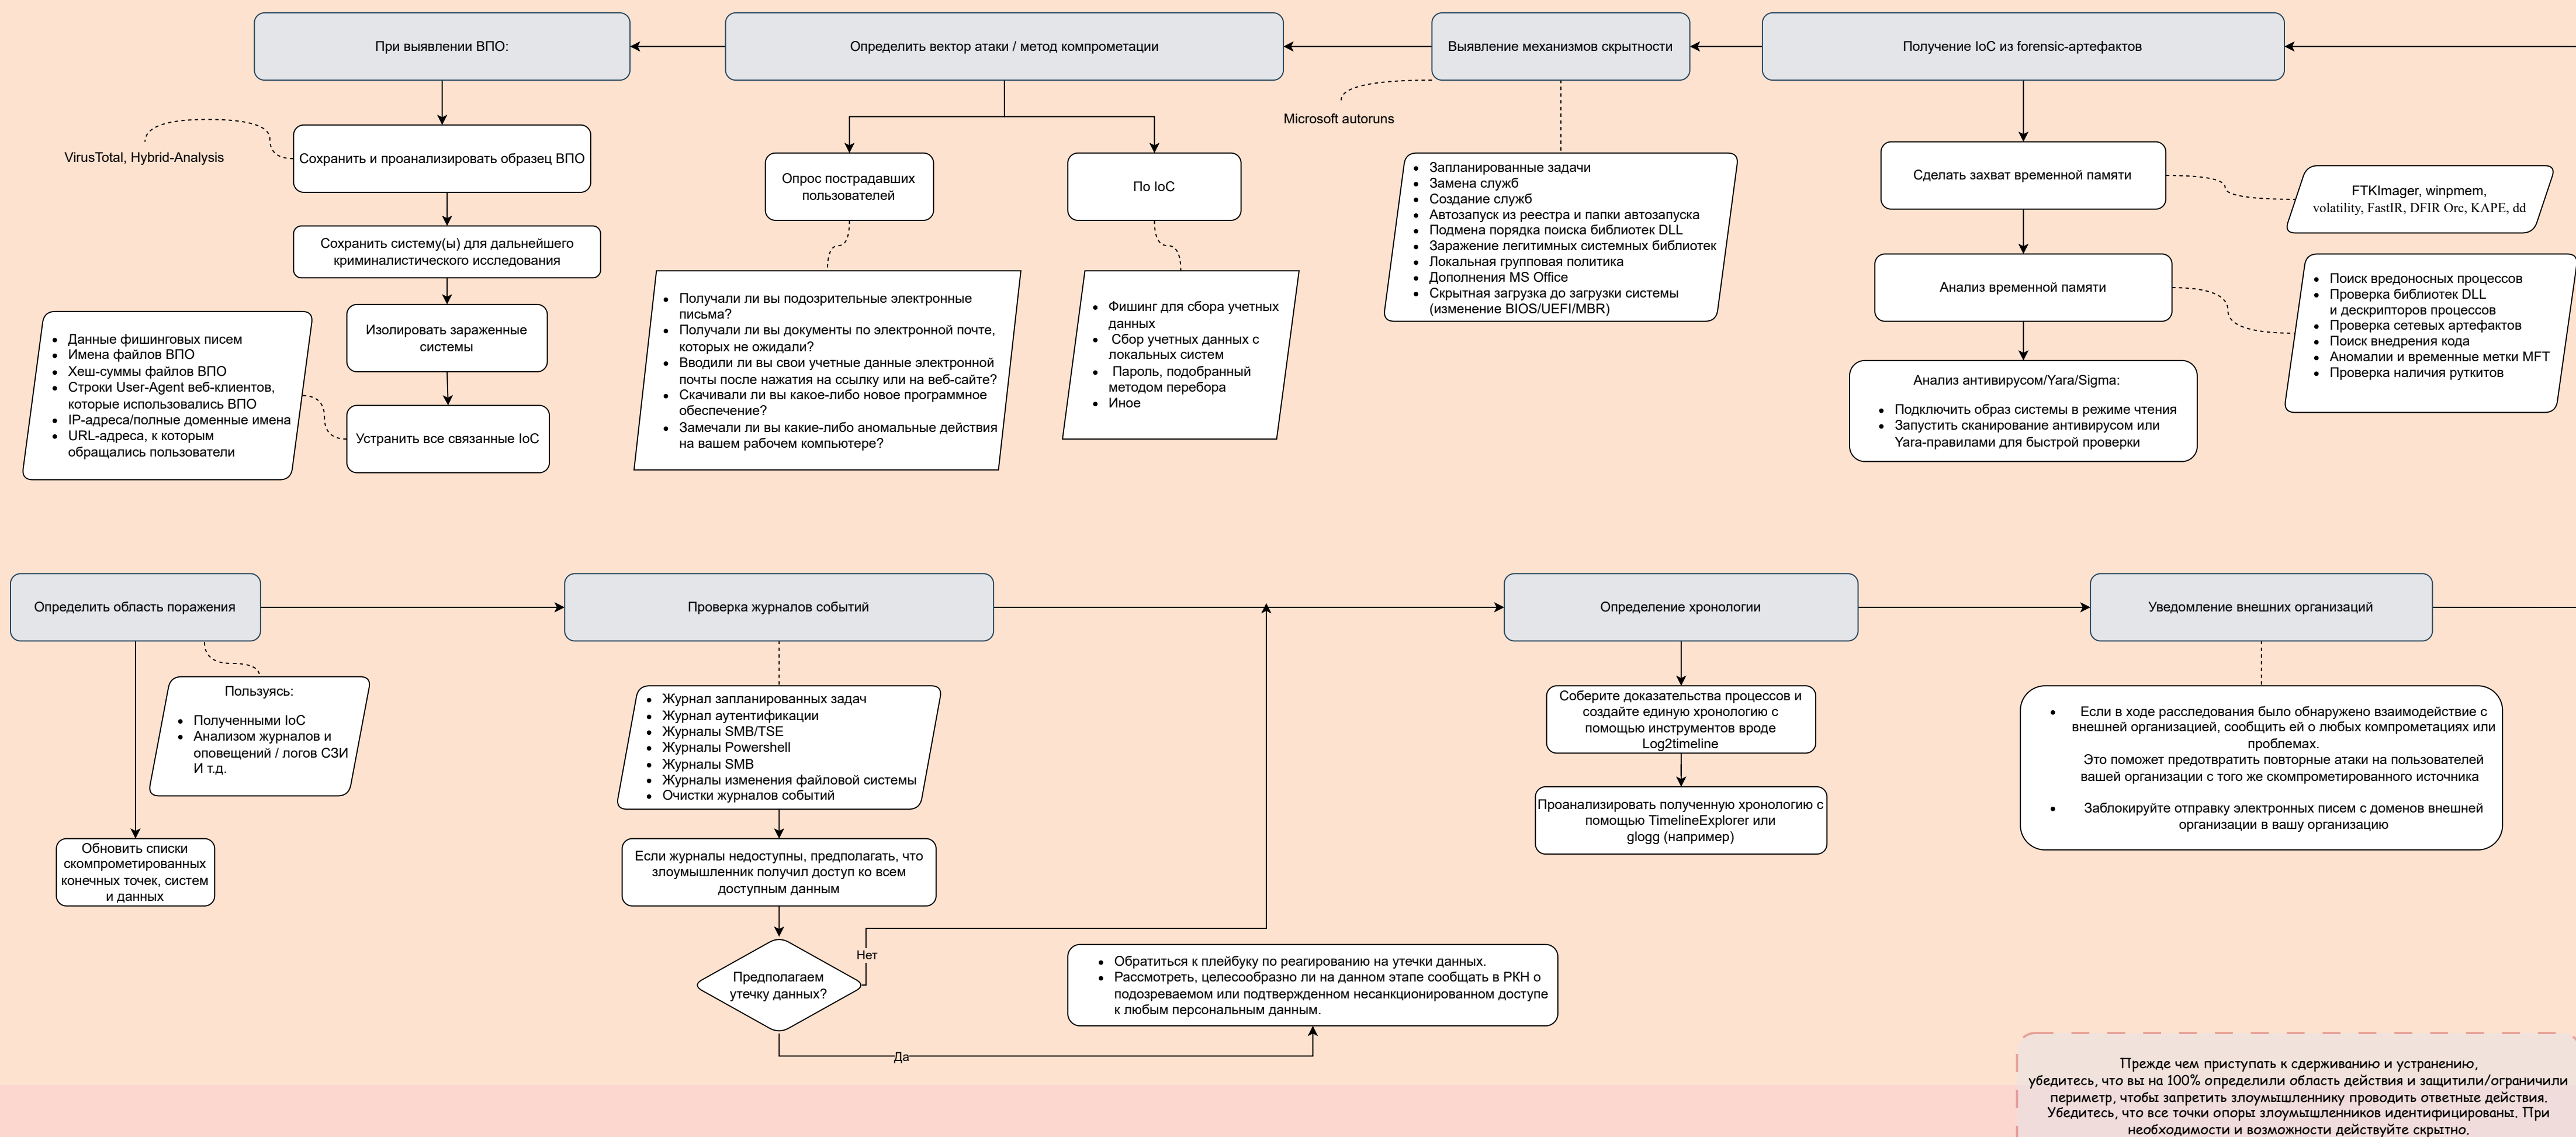 При выявлении ВПО:
Определить вектор атаки / метод компрометации
Выявление механизмов скрытности
Получение IoC из forensic-артефактов
VirusTotal, Hybrid-Analysis
Сохранить и проанализировать образец ВПО
Сохранить систему(ы) для дальнейшего
криминалистического исследования
Изолировать зараженные
системы
Устранить все связанные IoC
Данные фишинговых писем
Имена файлов ВПО
Хеш-суммы файлов ВПО
Строки User-Agent веб-клиентов,
которые использовались ВПО
IP-адреса/полные доменные имена
URL-адреса, к которым
обращались пользователи
Опрос пострадавших
пользователей
По IoC
Получали ли вы подозрительные электронные
письма?
Получали ли вы документы по электронной почте,
которых не ожидали?
Вводили ли вы свои учетные данные электронной
почты после нажатия на ссылку или на веб-сайте?
Скачивали ли вы какое-либо новое программное
обеспечение?
Замечали ли вы какие-либо аномальные действия
на вашем рабочем компьютере?
Фишинг для сбора учетных
данных
Сбор учетных данных с
локальных систем
Пароль, подобранный
методом перебора
Иное
Microsoft autoruns
Запланированные задачи
Замена служб
Создание служб
Автозапуск из реестра и папки автозапуска
Подмена порядка поиска библиотек DLL
Заражение легитимных системных библиотек
Локальная групповая политика
Дополнения MS Office
Скрытная загрузка до загрузки системы
(изменение BIOS/UEFI/MBR)
Сделать захват временной памяти
FTKImager, winpmem,
volatility, FastIR, DFIR Orc, KAPE, dd
Анализ временной памяти
Поиск вредоносных процессов
Проверка библиотек DLL
и дескрипторов процессов
Проверка сетевых артефактов
Поиск внедрения кода
Аномалии и временные метки MFT
Проверка наличия руткитов
Анализ антивирусом/Yara/Sigma:
Подключить образ системы в режиме чтения
Запустить сканирование антивирусом или
Yara-правилами для быстрой проверки
Определить область поражения
Проверка журналов событий
Определение хронологии
Уведомление внешних организаций
Пользуясь:
Полученными IoC
Анализом журналов и
оповещений / логов СЗИ
И т.д.
Обновить списки
скомпрометированных
конечных точек, систем
и данных
Журнал запланированных задач
Журнал аутентификации
Журналы SMB/TSE
Журналы Powershell
Журналы SMB
Журналы изменения файловой системы
Очистки журналов событий
Если журналы недоступны, предполагать, что
злоумышленник получил доступ ко всем
доступным данным
Предполагаем
утечку данных?
Нет
Да
Обратиться к плейбуку по реагированию на утечки данных.
Рассмотреть, целесообразно ли на данном этапе сообщать в РКН о
подозреваемом или подтвержденном несанкционированном доступе
к любым персональным данным.
Соберите доказательства процессов и
создайте единую хронологию с
помощью инструментов вроде
Log2timeline
Проанализировать полученную хронологию с
помощью TimelineExplorer или
glogg (например)
Если в ходе расследования было обнаружено взаимодействие с
внешней организацией, сообщить ей о любых компрометациях или
проблемах.
Это поможет предотвратить повторные атаки на пользователей
вашей организации с того же скомпрометированного источника
Заблокируйте отправку электронных писем с доменов внешней
организации в вашу организацию
Прежде чем приступать к сдерживанию и устранению,
убедитесь, что вы на 100% определили область действия и защитили/ограничили
периметр, чтобы запретить злоумышленнику проводить ответные действия.
Убедитесь, что все точки опоры злоумышленников идентифицированы. При
необходимости и возможности действуйте скрытно.